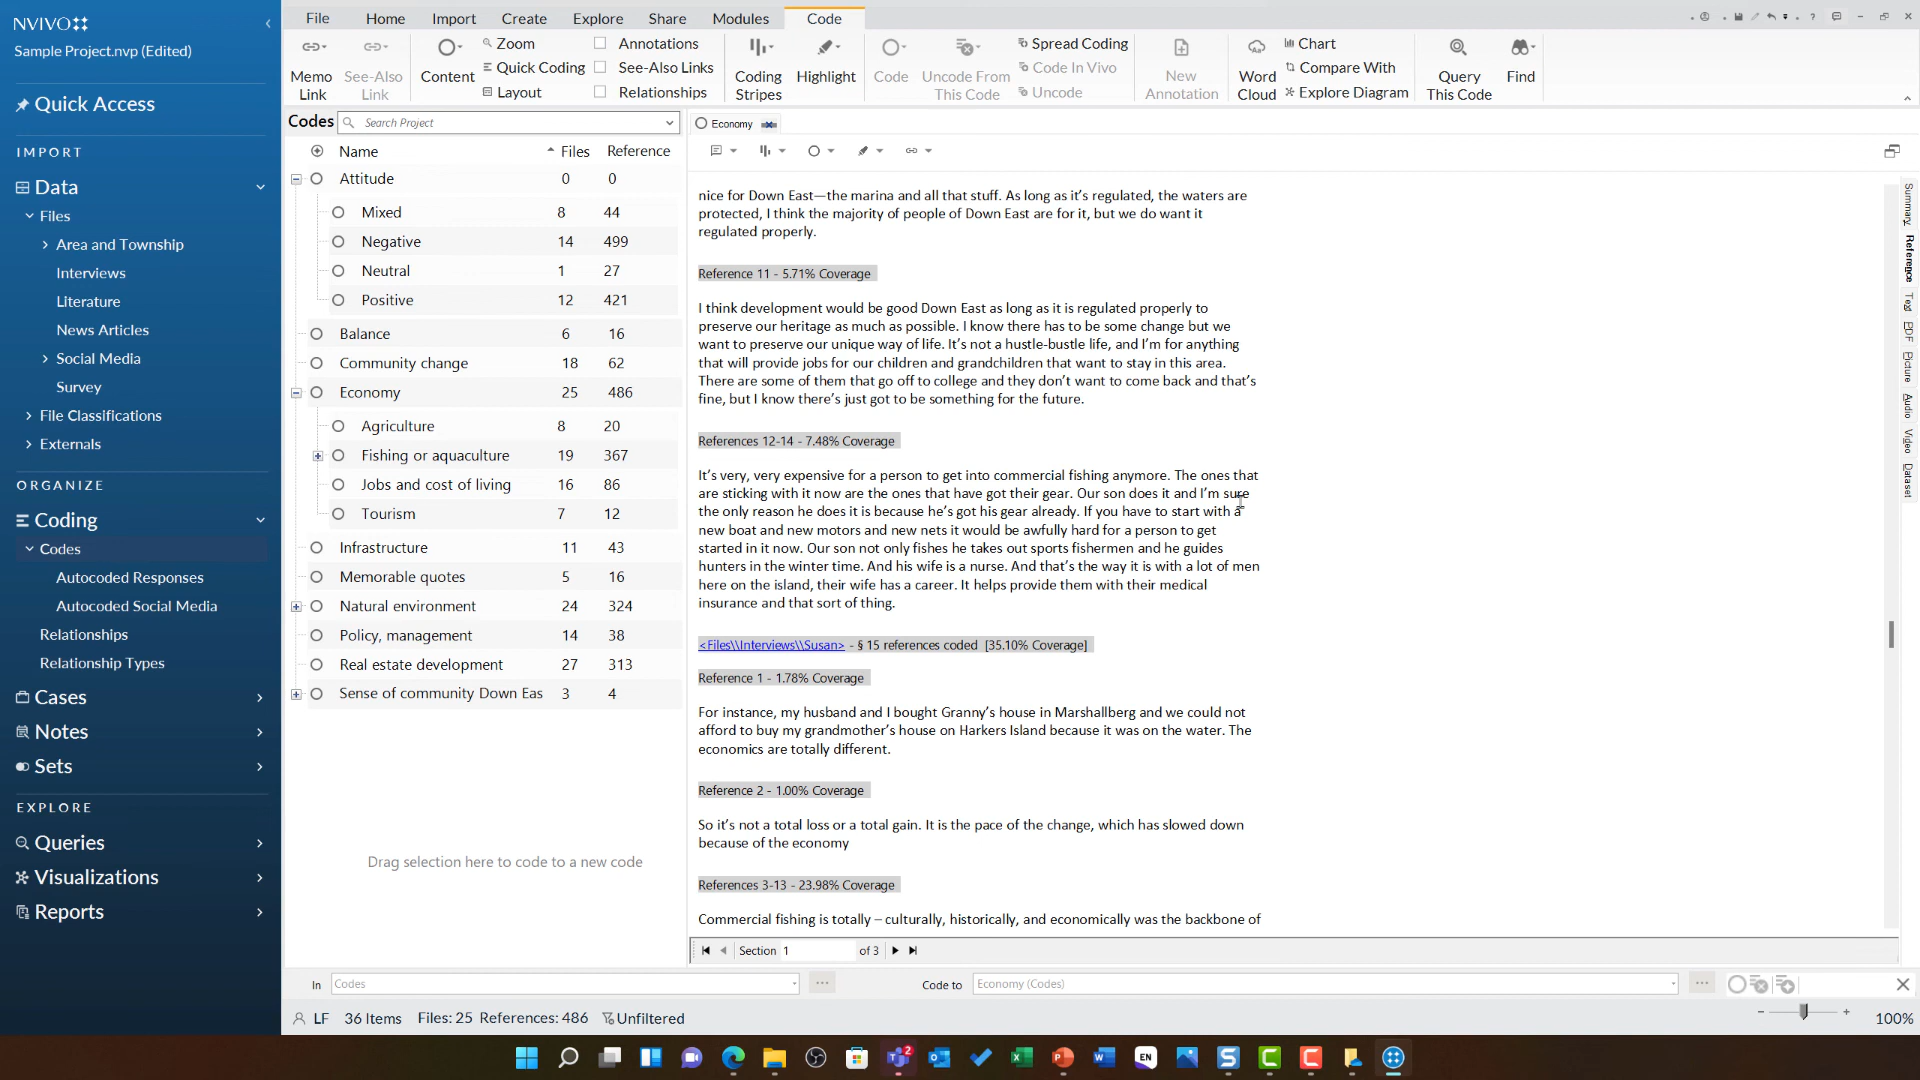 NVIVO
Sample Project.nvp (Edited)
File Home Import Create Explore Share Modules Code
Memo Link
See-Also Link
Content
Zoom
Quick Coding
Layout
Annotations
See-Also Links
Relationships
Coding Stripes
Highlight
Code
Uncode From This Code
Spread Coding
Code In Vivo
Uncode
New Annotation
Word Cloud
Chart
Compare With
Explore Diagram
Query This Code
Find
Quick Access
IMPORT
Data
Files
Area and Township
Interviews
Literature
News Articles
Social Media
Survey
File Classifications
Externals
ORGANIZE
Coding
Codes
Autocoded Responses
Autocoded Social Media
Relationships
Relationship Types
Cases
Notes
Sets
EXPLORE
Queries
Visualizations
Reports
Codes Search Project
Name Files Reference
Attitude 0 0
Mixed 8 44
Negative 14 499
Neutral 1 27
Positive 12 421
Balance 6 16
Community change 18 62
Economy 25 486
Agriculture 8 20
Fishing or aquaculture 19 367
Jobs and cost of living 16 86
Tourism 7 12
Infrastructure 11 43
Memorable quotes 5 16
Natural environment 24 324
Policy, management 14 38
Real estate development 27 313
Sense of community Down Eas 3 4
Drag selection here to code to a new code
Economy
nice for Down East—the marina and all that stuff. As long as it's regulated, the waters are
protected, I think the majority of people of Down East are for it, but we do want it
regulated properly.
Reference 11 - 5.71% Coverage
I think development would be good Down East as long as it is regulated properly to
preserve our heritage as much as possible. I know there has to be some change but we
want to preserve our unique way of life. It's not a hustle-bustle life, and I'm for anything
that will provide jobs for our children and grandchildren that want to stay in this area.
There are some of them that go off to college and they don't want to come back and that's
fine, but I know there's just got to be something for the future.
References 12-14 - 7.48% Coverage
It's very, very expensive for a person to get into commercial fishing anymore. The ones that
are sticking with it now are the ones that have got their gear. Our son does it and I'm sure
the only reason he does it is because he's got his gear already. If you have to start with a
new boat and new motors and new nets it would be awfully hard for a person to get
started in it now. Our son not only fishes he takes out sports fishermen and he guides
hunters in the winter time. And his wife is a nurse. And that's the way it is with a lot of men
here on the island, their wife has a career. It helps provide them with their medical
insurance and that sort of thing.
<Files\\Interviews\\Susan> - § 15 references coded [35.10% Coverage]
Reference 1 - 1.78% Coverage
For instance, my husband and I bought Granny's house in Marshallberg and we could not
afford to buy my grandmother's house on Harkers Island because it was on the water. The
economics are totally different.
Reference 2 - 1.00% Coverage
So it's not a total loss or a total gain. It is the pace of the change, which has slowed down
because of the economy
References 3-13 - 23.98% Coverage
Commercial fishing is totally – culturally, historically, and economically was the backbone of
Summary
Reference
Text
PDF
Picture
Audio
Video
Dataset
Section 1 of 3
In Codes ... Code to Economy (Codes) ...
LF 36 Items Files: 25 References: 486 Unfiltered 100%
2
EN